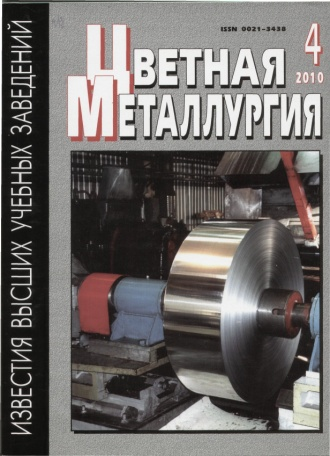 ISSN 0021-3438
4
2010
ЦВЕТНАЯ
МЕТАЛЛУРГИЯ
ИЗВЕСТИЯ ВЫСШИХ УЧЕБНЫХ ЗАВЕДЕНИЙ